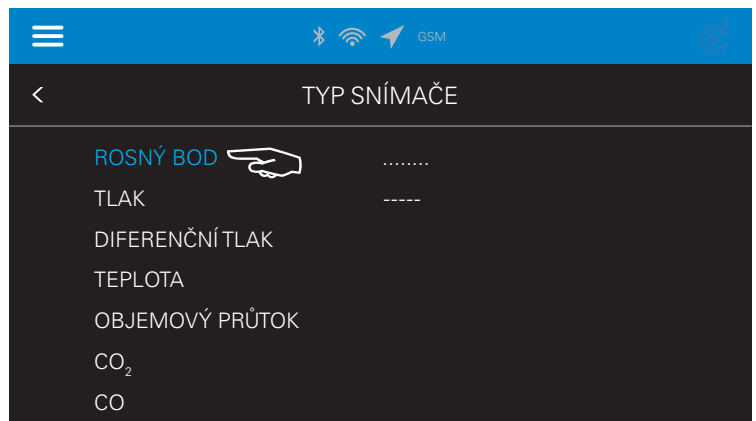 GSM
TYP SNÍMAČE
ROSNÝ BOD ........
TLAK -----
DIFERENČNÍ TLAK
TEPLOTA
OBJEMOVÝ PRŮTOK
CO₂
CO